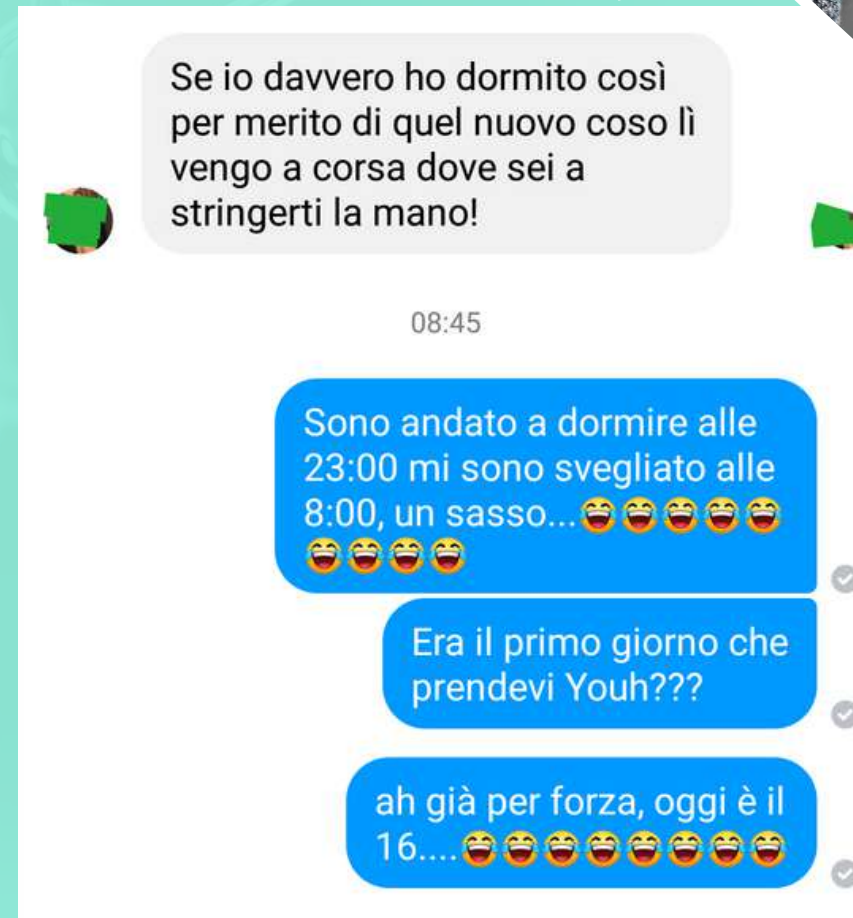 Se io davvero ho dormito così
per merito di quel nuovo coso lì
vengo a corsa dove sei a
stringerti la mano!
08:45
Sono andato a dormire alle
23:00 mi sono svegliato alle
8:00, un sasso...😂😂😂😂😂
😂😂😂😂
Era il primo giorno che
prendevi Youh???
ah già per forza, oggi è il
16....😂😂😂😂😂😂😂😂